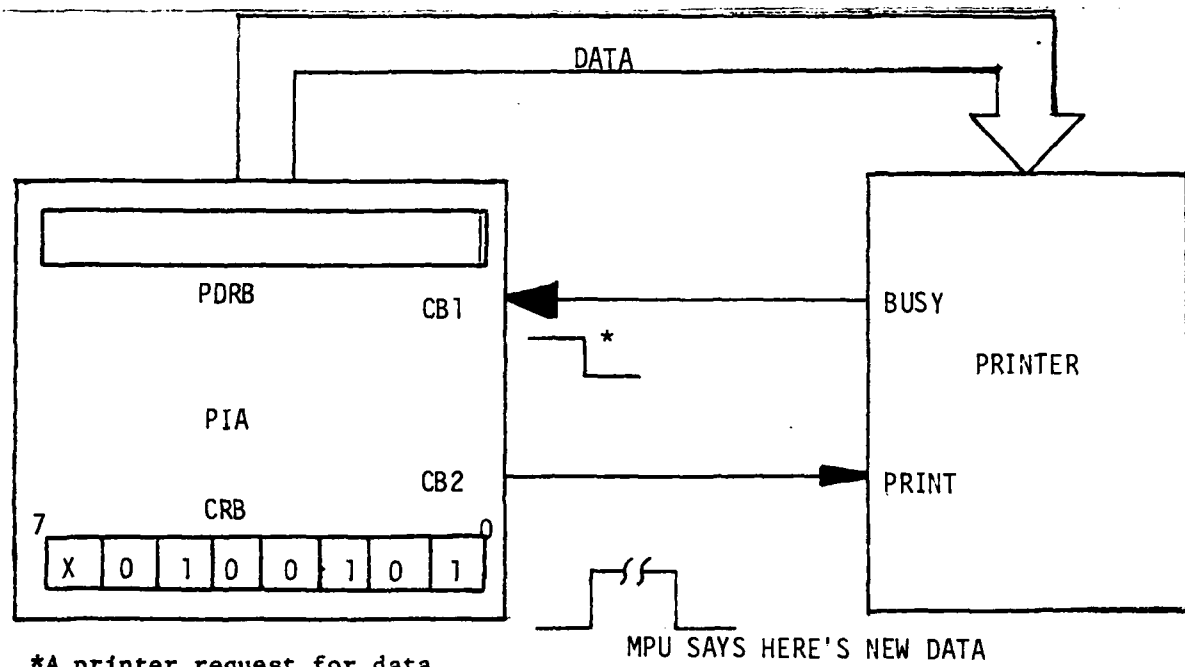 DATA
PDRB
CB1
BUSY
*
PRINTER
PIA
CB2
PRINT
CRB
7 0
X 0 1 0 0 1 0 1
MPU SAYS HERE'S NEW DATA
*A printer request for data